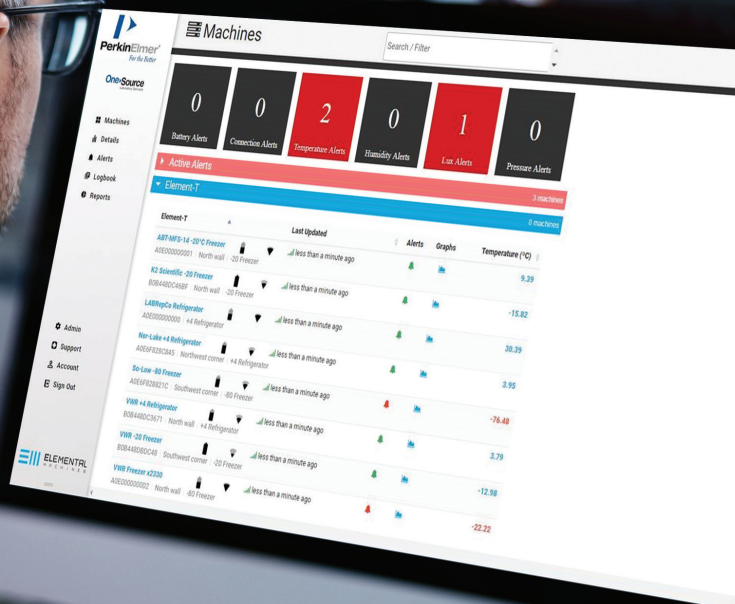 PerkinElmer
For the Better
OneSource
Laboratory Services
Machines
Details
Alerts
Logbook
Reports
Admin
Support
Account
Sign Out
ELEMENTAL
MACHINES
Machines
Search / Filter
0
Battery Alerts
0
Connection Alerts
2
Temperature Alerts
0
Humidity Alerts
1
Lux Alerts
0
Pressure Alerts
Active Alerts 3 machines
Element-T 8 machines
Element-T Last Updated Alerts Graphs Temperature (°C)
ABT-MFS-14 -20°C Freezer less than a minute ago 9.39
A0E000000001 North wall -20 Freezer
K2 Scientific -20 Freezer less than a minute ago -15.82
B0B448DC46BF North wall -20 Freezer
LABRepCo Refrigerator less than a minute ago 30.39
A0E000000000 +4 Refrigerator
Nor-Lake +4 Refrigerator less than a minute ago 3.95
A0E6F828C845 Northwest corner +4 Refrigerator
So-Low -80 Freezer less than a minute ago -76.48
A0E6F828821C Southwest corner -80 Freezer
VWR +4 Refrigerator less than a minute ago 3.79
B0B448DC3671 North wall +4 Refrigerator
VWR -20 Freezer less than a minute ago -12.98
B0B448DBDC48 Southwest corner -20 Freezer
VWR Freezer x2330 less than a minute ago -22.22
A0E0000000D2 North wall -80 Freezer